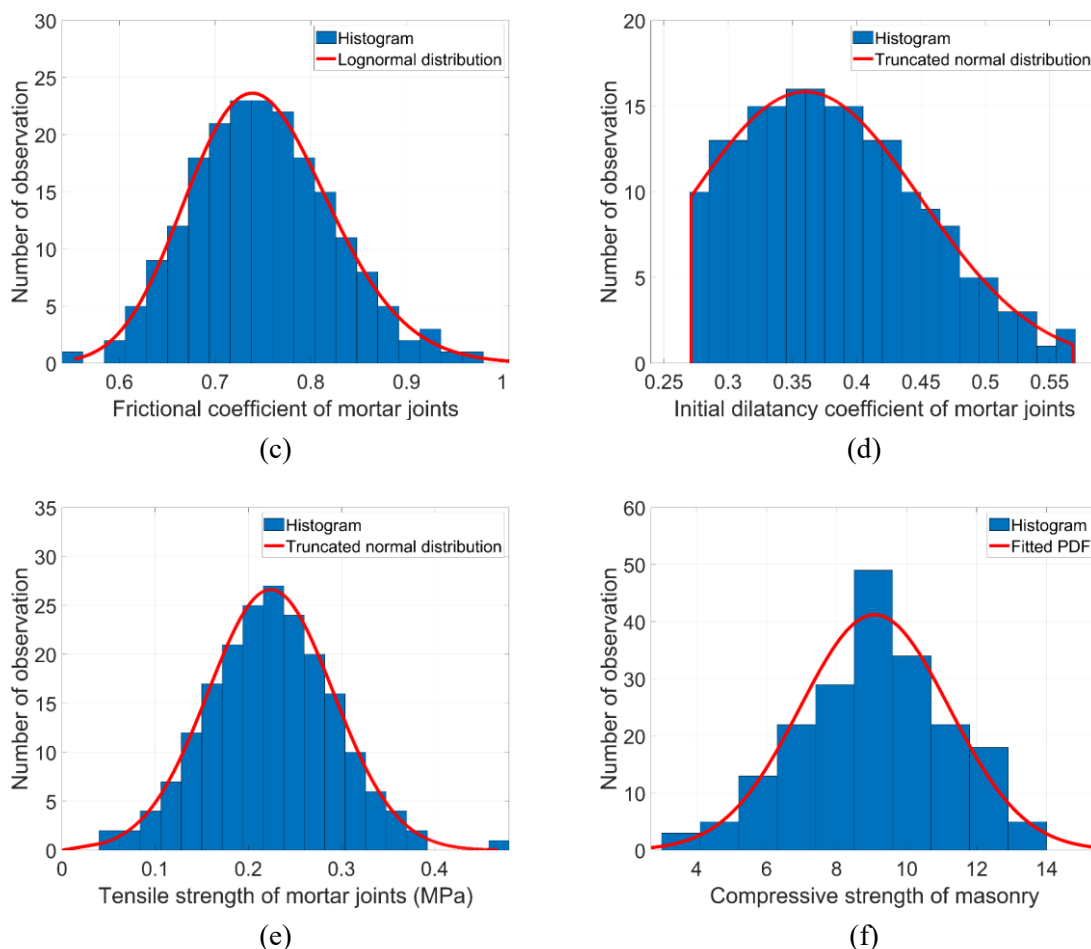 30
25
20
15
10
5
0
Number of observation
Histogram
Lognormal distribution
0.6 0.7 0.8 0.9 1
Frictional coefficient of mortar joints
(c)
20
15
10
5
0
Number of observation
Histogram
Truncated normal distribution
0.25 0.3 0.35 0.4 0.45 0.5 0.55
Initial dilatancy coefficient of mortar joints
(d)
35
30
25
20
15
10
5
0
Number of observation
Histogram
Truncated normal distribution
0 0.1 0.2 0.3 0.4
Tensile strength of mortar joints (MPa)
(e)
60
50
40
30
20
10
0
Number of observation
Histogram
Fitted PDF
4 6 8 10 12 14
Compressive strength of masonry
(f)